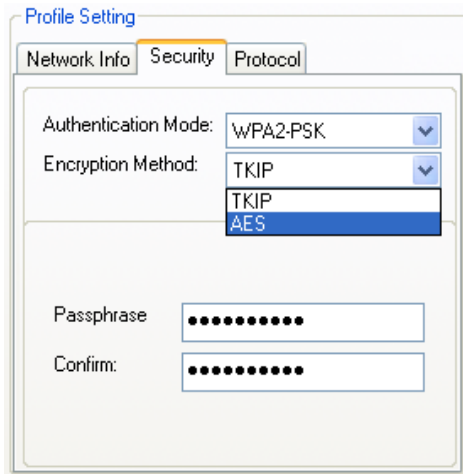 Profile Setting
Network Info Security Protocol
Authentication Mode: WPA2-PSK
Encryption Method: TKIP
TKIP
AES
Passphrase ●●●●●●●●●●
Confirm: ●●●●●●●●●●